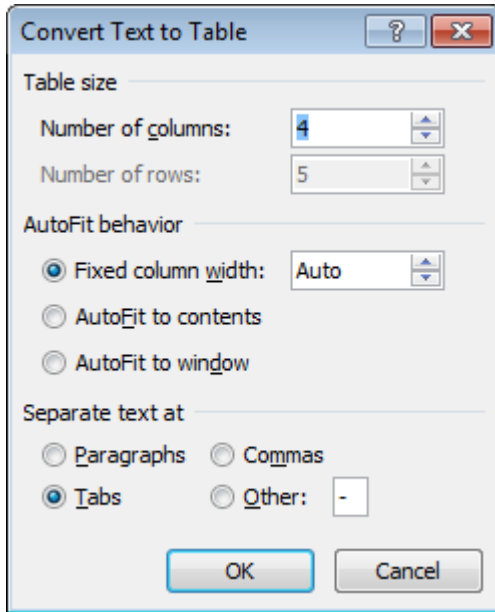 Convert Text to Table
Table size
Number of columns: 4
Number of rows: 5
AutoFit behavior
Fixed column width: Auto
AutoFit to contents
AutoFit to window
Separate text at
Paragraphs Commas
Tabs Other: -
OK Cancel